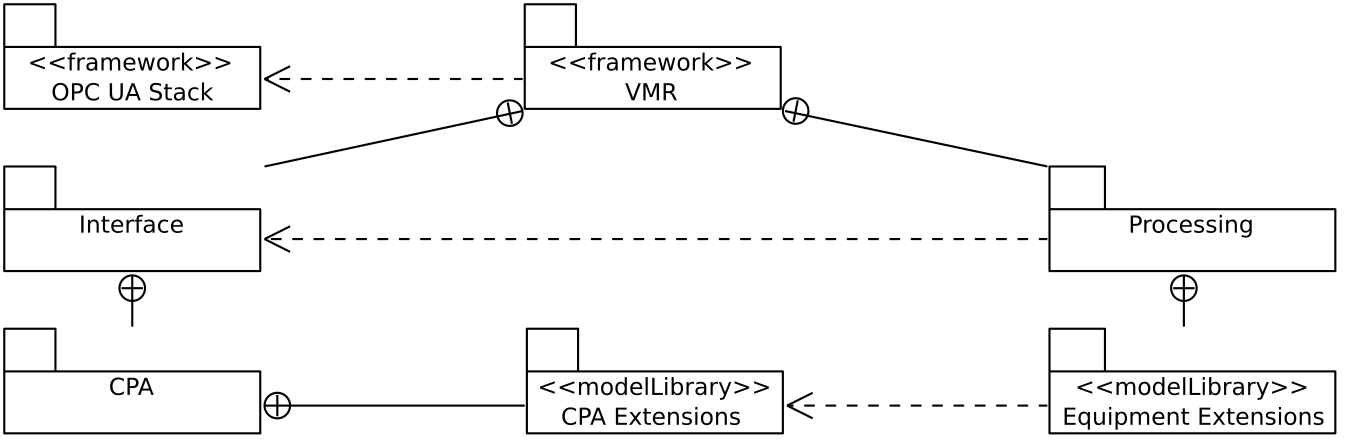 <<framework>>
OPC UA Stack
<<framework>>
VMR
Interface
Processing
CPA
<<modelLibrary>>
CPA Extensions
<<modelLibrary>>
Equipment Extensions